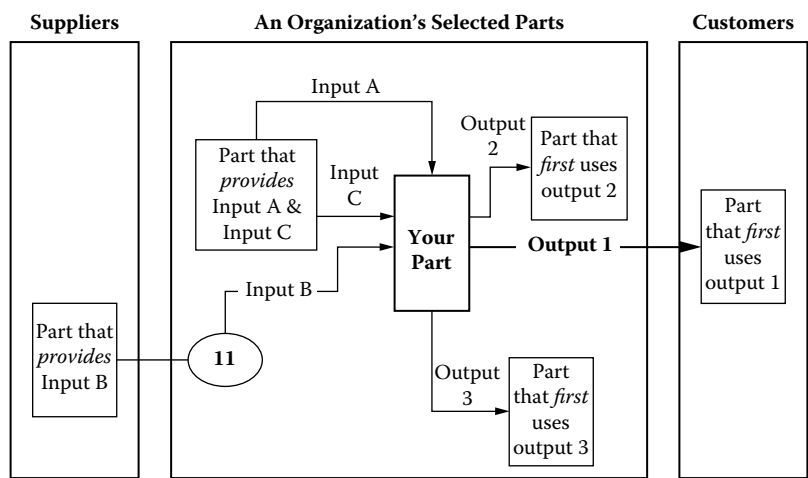 Suppliers
An Organization's Selected Parts
Customers
Input A
Part that
provides
Input A &
Input C
Input
C
Input B
11
Part that
provides
Input B
Your
Part
Output
2
Part that
first uses
output 2
Output 1
Part
that first
uses
output 1
Output
3
Part
that first
uses
output 3